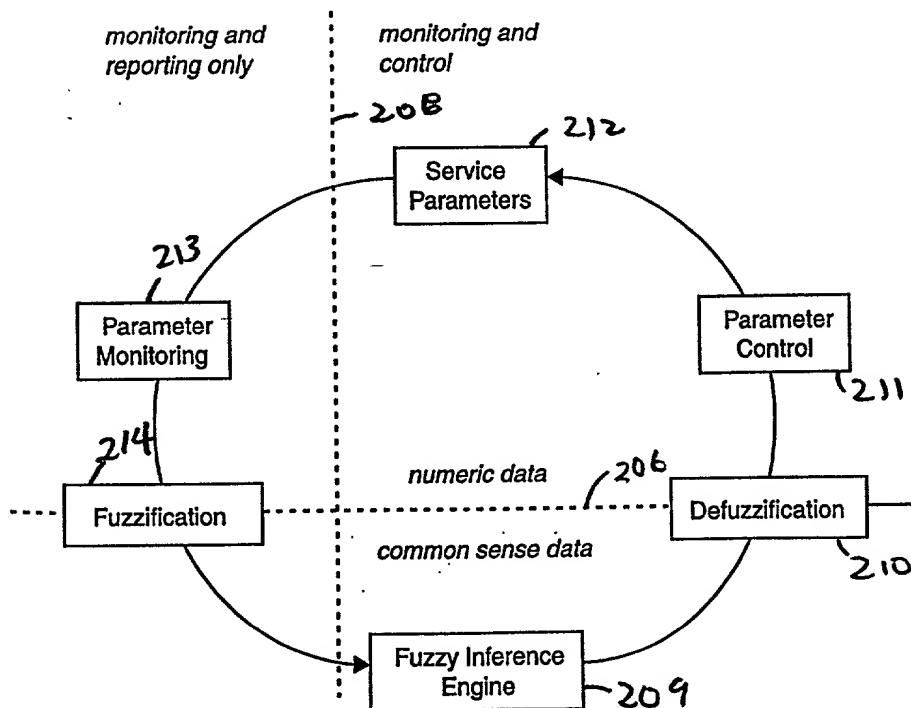 monitoring and
reporting only
monitoring and
control
208
212
Service
Parameters
213
Parameter
Monitoring
Parameter
Control
211
214
Fuzzification
numeric data
206
Defuzzification
common sense data
210
Fuzzy Inference
Engine
209